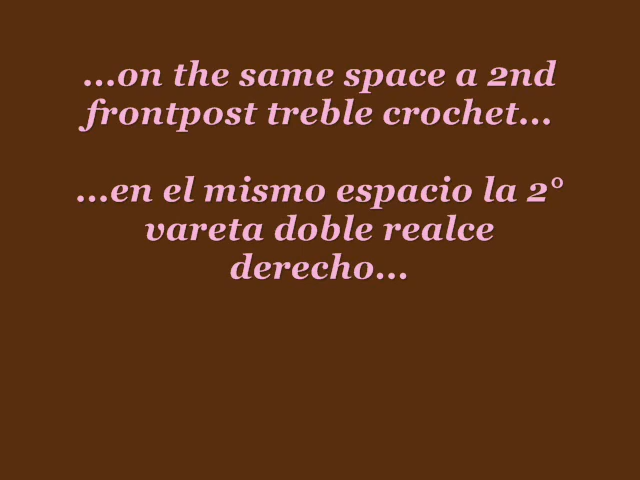 ...on the same space a 2nd
frontpost treble crochet...
...en el mismo espacio la 2°
vareta doble realce
derecho...